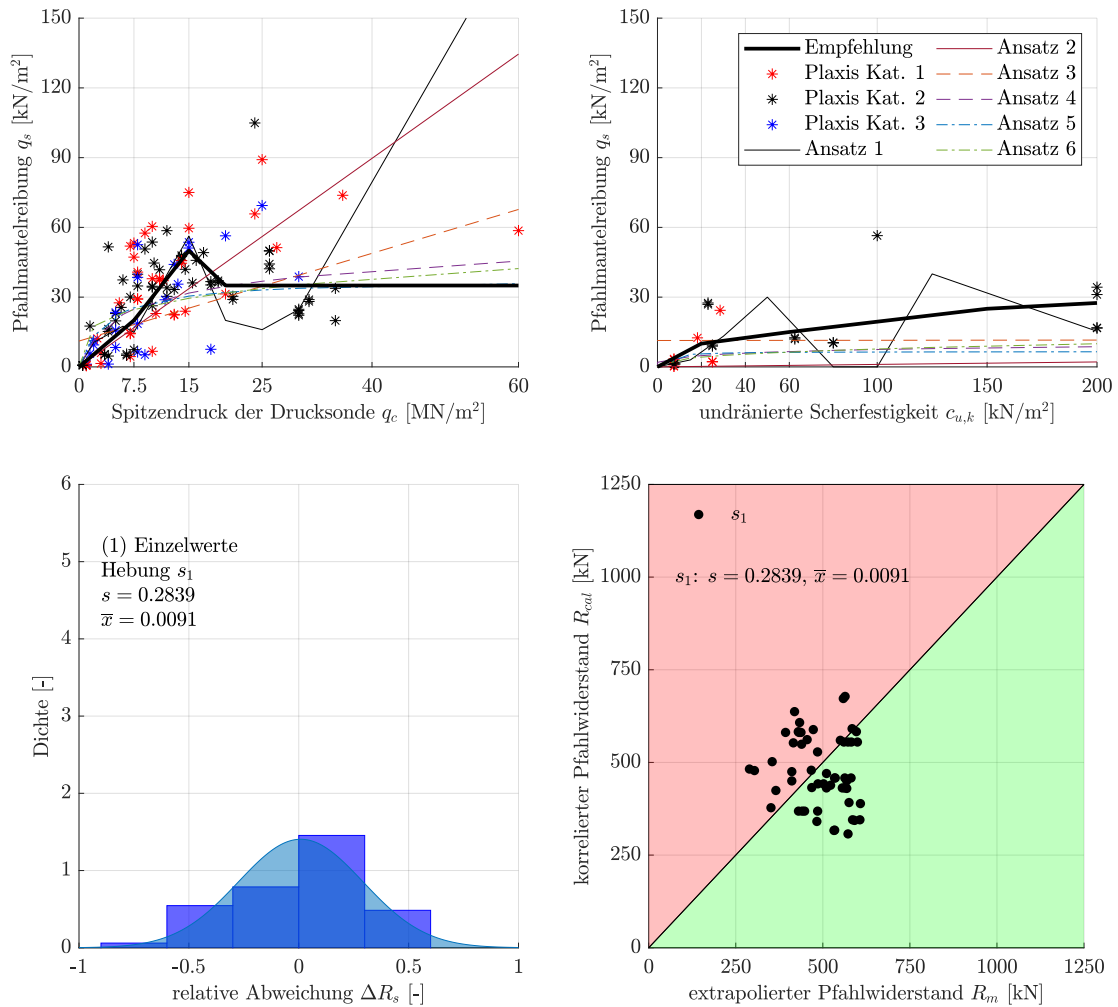 150
120
90
60
30
0
Pfahlmantelreibung q_s [kN/m²]
0 7.5 15 25 40 60
Spitzendruck der Drucksonde q_c [MN/m²]
150
120
90
60
30
0
Pfahlmantelreibung q_s [kN/m²]
Empfehlung
Plaxis Kat. 1
Plaxis Kat. 2
Plaxis Kat. 3
Ansatz 1
Ansatz 2
Ansatz 3
Ansatz 4
Ansatz 5
Ansatz 6
0 20 40 60 100 150 200
undränierte Scherfestigkeit c_{u,k} [kN/m²]
6
5
4
3
2
1
0
Dichte [-]
(1) Einzelwerte
Hebung s₁
s = 0.2839
x̅ = 0.0091
-1 -0.5 0 0.5 1
relative Abweichung ΔR_s [-]
1250
1000
750
500
250
0
korrelierter Pfahlwiderstand R_{cal} [kN]
s₁
s₁: s = 0.2839, x̅ = 0.0091
0 250 500 750 1000 1250
extrapolierter Pfahlwiderstand R_m [kN]